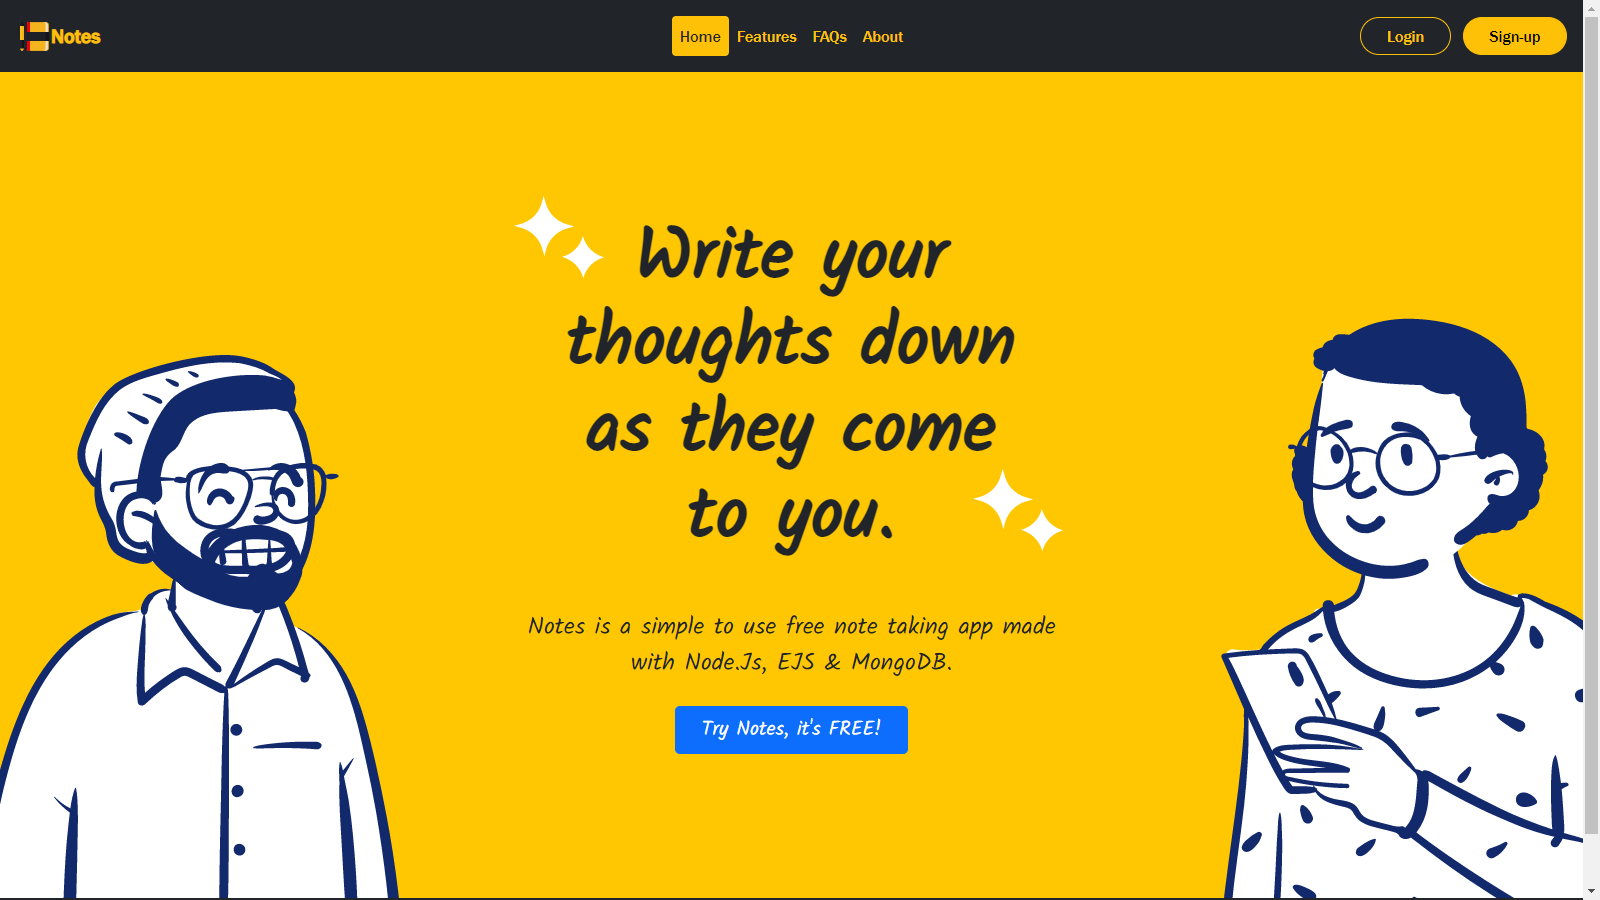 Notes
Home Features FAQs About
Login Sign-up
Write your
thoughts down
as they come
to you.
Notes is a simple to use free note taking app made
with Node.Js, EJS & MongoDB.
Try Notes, it's FREE!